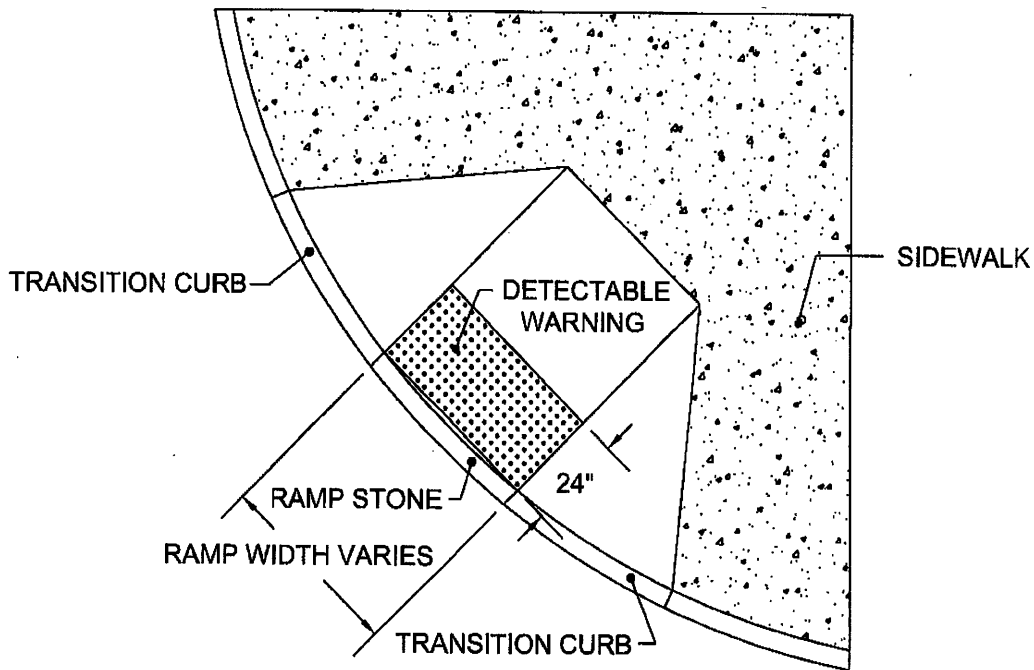 TRANSITION CURB
SIDEWALK
DETECTABLE
WARNING
24"
RAMP STONE
RAMP WIDTH VARIES
TRANSITION CURB